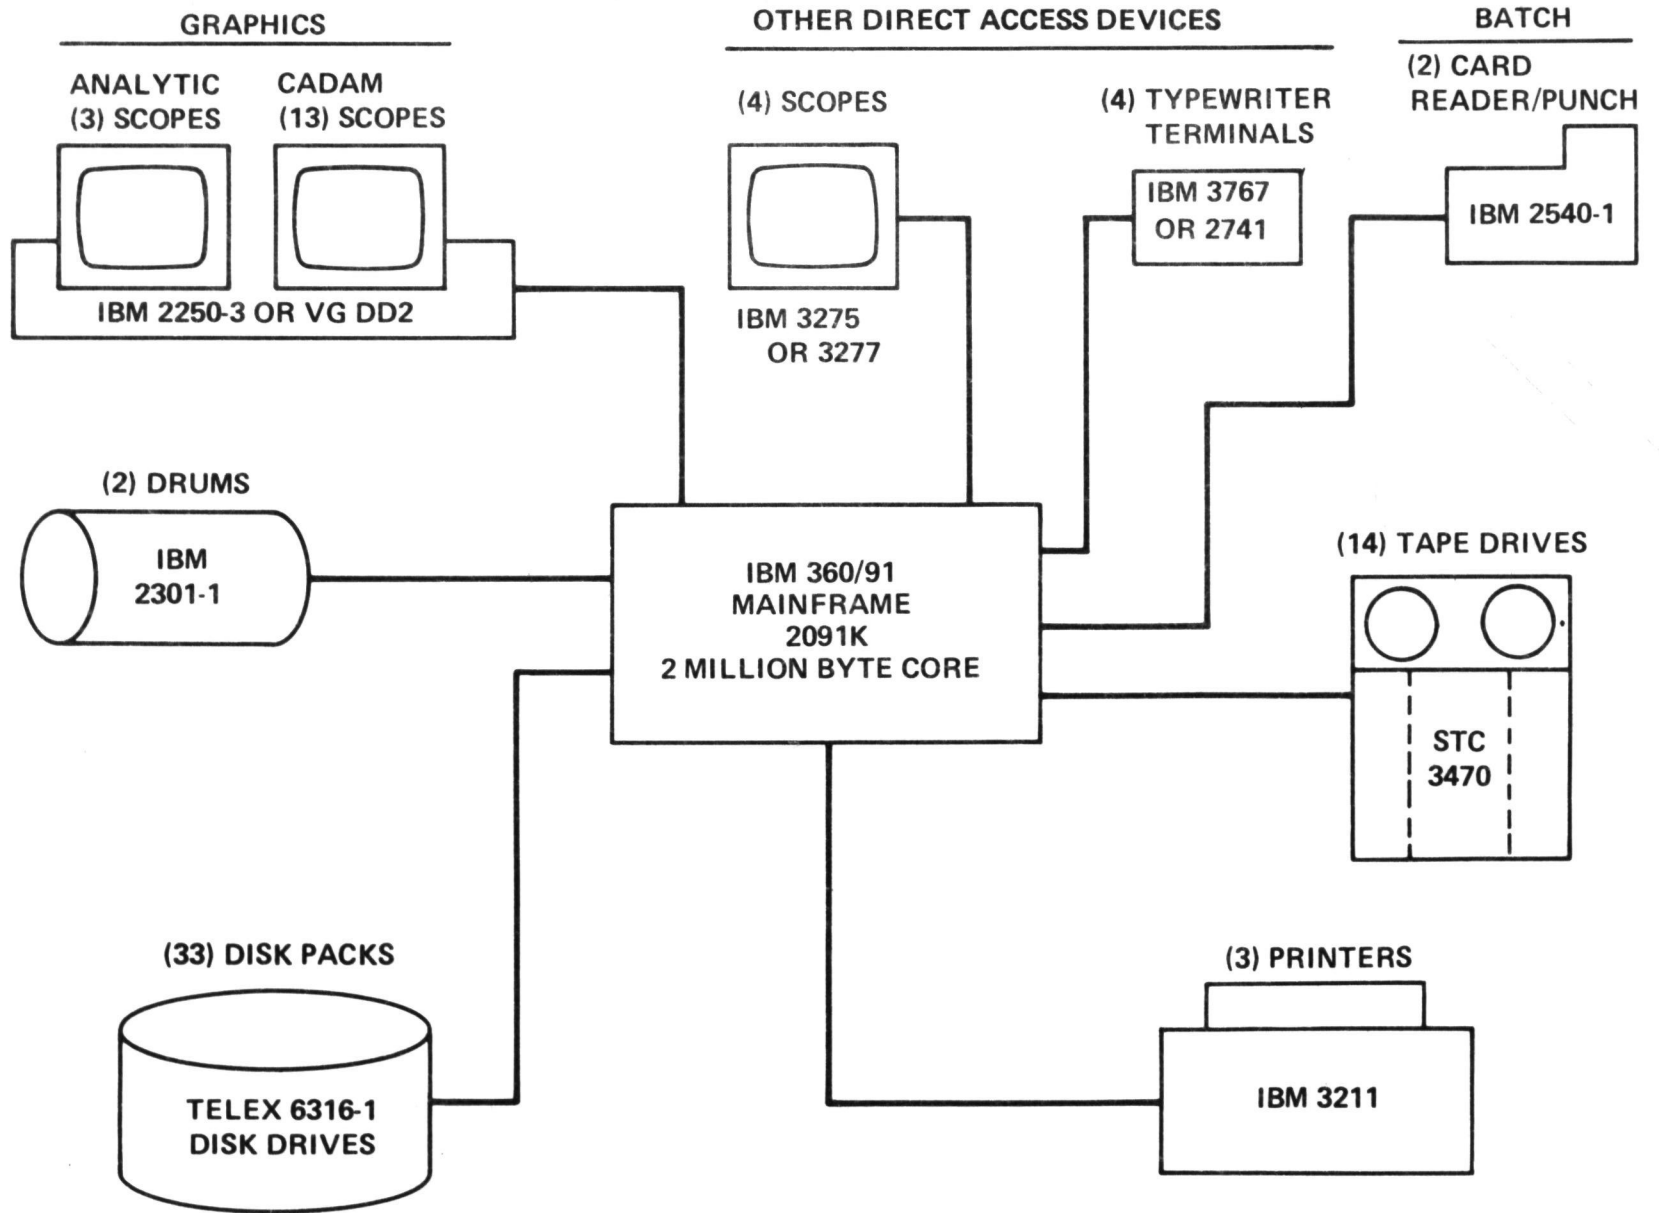 GRAPHICS
OTHER DIRECT ACCESS DEVICES
BATCH
ANALYTIC
(3) SCOPES
CADAM
(13) SCOPES
(4) SCOPES
(4) TYPEWRITER
TERMINALS
(2) CARD
READER/PUNCH
IBM 2250-3 OR VG DD2
IBM 3275
OR 3277
IBM 3767
OR 2741
IBM 2540-1
(2) DRUMS
IBM
2301-1
IBM 360/91
MAINFRAME
2091K
2 MILLION BYTE CORE
(14) TAPE DRIVES
STC
3470
(33) DISK PACKS
TELEX 6316-1
DISK DRIVES
(3) PRINTERS
IBM 3211